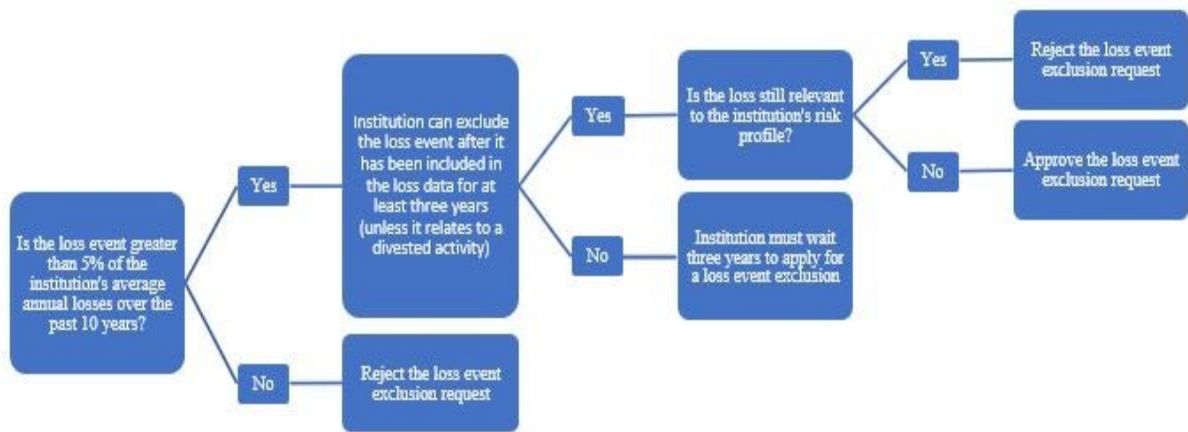 Is the loss event greater
than 5% of the
institution's average
annual losses over the
past 10 years?
Yes
Institution can exclude
the loss event after it
has been included in
the loss data for at
least three years
(unless it relates to a
divested activity)
Yes
Is the loss still relevant
to the institution's risk
profile?
Yes
Reject the loss event
exclusion request
No
Approve the loss event
exclusion request
No
Institution must wait
three years to apply for
a loss event exclusion
No
Reject the loss event
exclusion request